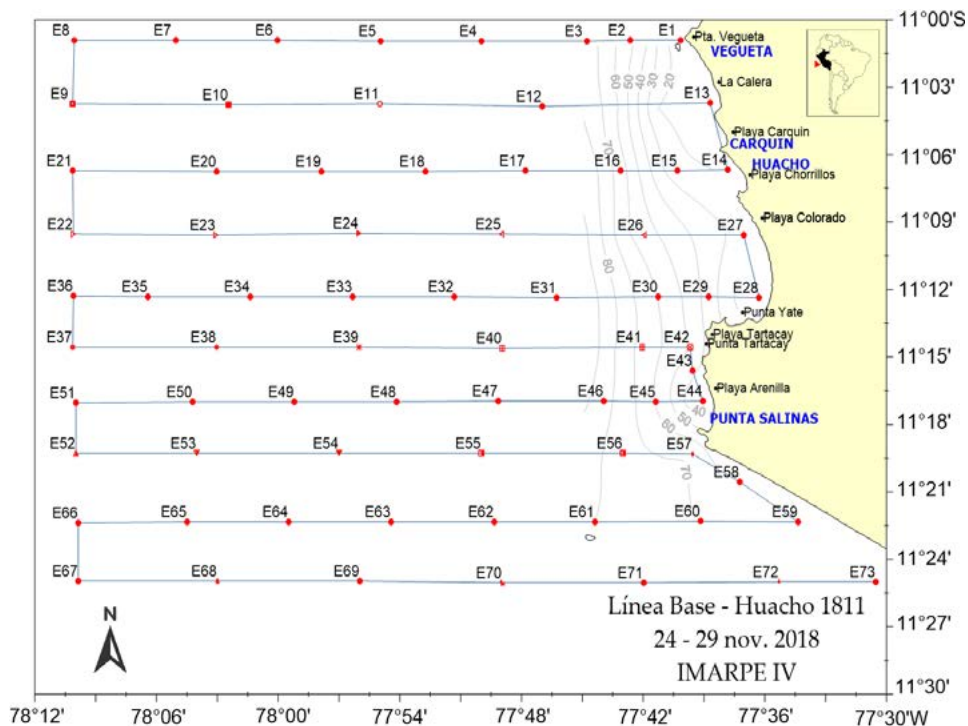 E8 E7 E6 E5 E4 E3 E2 E1 11°00'S
Pta. Vegueta
VEGUETA
60 50 40 30 20
E9 E10 E11 E12 E13 La Calera 11°03'
Playa Carquin
CARQUIN
70
E21 E20 E19 E18 E17 E16 E15 E14 HUACHO 11°06'
Playa Chorrillos
E22 E23 E24 E25 E26 E27 Playa Colorado 11°09'
80
E36 E35 E34 E33 E32 E31 E30 E29 E28 11°12'
Punta Yate
E37 E38 E39 E40 E41 E42 Playa Tartacay
Punta Tartacay
E43 11°15'
E51 E50 E49 E48 E47 E46 E45 E44 Playa Arenilla
60 50 40 PUNTA SALINAS 11°18'
E52 E53 E54 E55 E56 E57
70 E58 11°21'
E66 E65 E64 E63 E62 E61 E60 E59
E67 E68 E69 E70 E71 E72 E73 11°24'
Línea Base - Huacho 1811
N 11°27'
24 - 29 nov. 2018
IMARPE IV
11°30'
78°12' 78°06' 78°00' 77°54' 77°48' 77°42' 77°36' 77°30'W